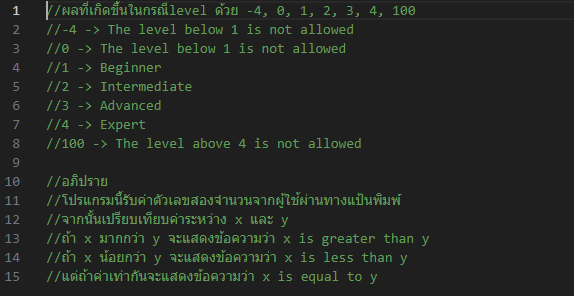 1 //ผลที่เกิดขึ้นในกรณีlevel ด้วย -4, 0, 1, 2, 3, 4, 100
2 //-4 -> The level below 1 is not allowed
3 //0 -> The level below 1 is not allowed
4 //1 -> Beginner
5 //2 -> Intermediate
6 //3 -> Advanced
7 //4 -> Expert
8 //100 -> The level above 4 is not allowed
9
10 //อภิปราย
11 //โปรแกรมนี้รับค่าตัวเลขสองจำนวนจากผู้ใช้ผ่านทางแป้นพิมพ์
12 //จากนั้นเปรียบเทียบค่าระหว่าง x และ y
13 //ถ้า x มากกว่า y จะแสดงข้อความว่า x is greater than y
14 //ถ้า x น้อยกว่า y จะแสดงข้อความว่า x is less than y
15 //แต่ถ้าค่าเท่ากันจะแสดงข้อความว่า x is equal to y